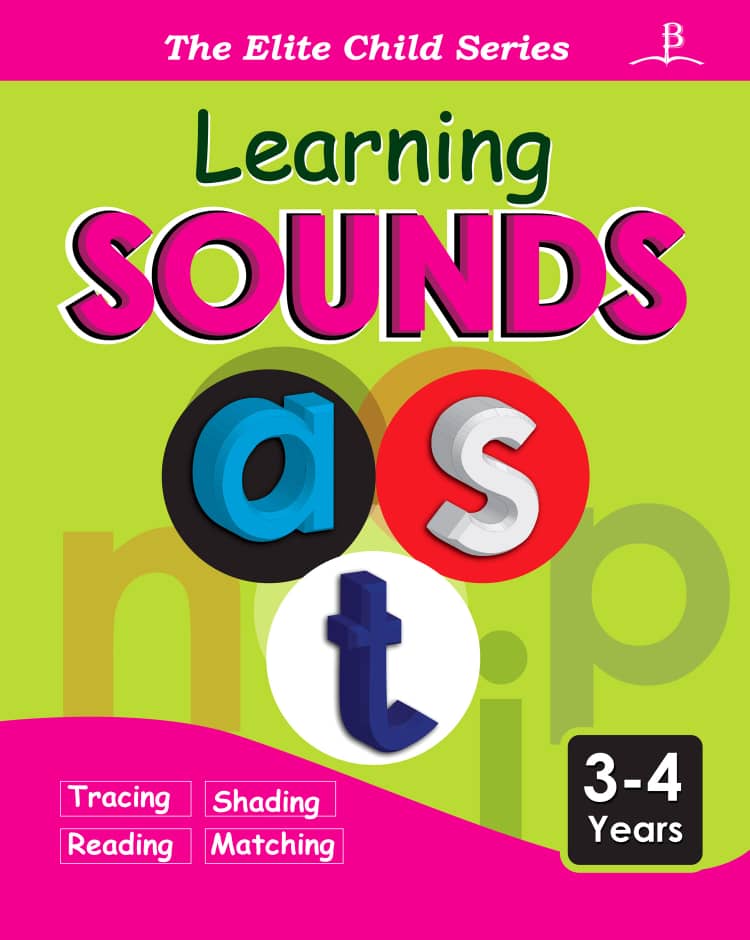 The Elite Child Series
B
Learning
SOUNDS
a s
t
n i p
3-4
Years
Tracing Shading
Reading Matching